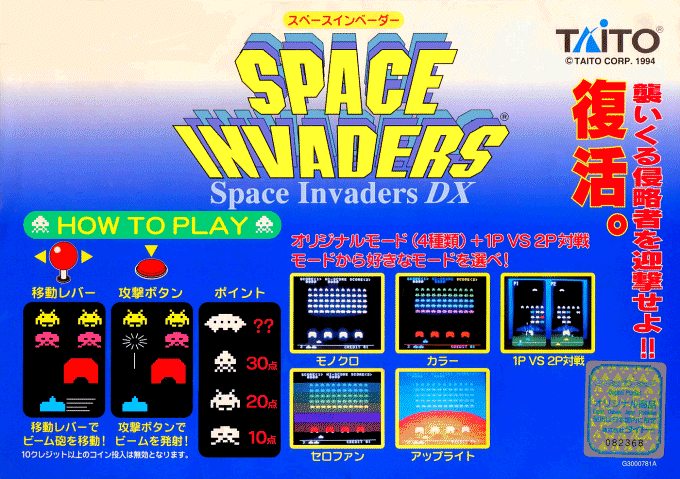 スペースインベーダー
SPACE
INVADERS®
Space Invaders DX
TAITO®
© TAITO CORP. 1994
襲いくる侵略者を迎撃せよ!!
復活。
HOW TO PLAY
オリジナルモード(4種類)+1P VS 2P対戦
モードから好きなモードを選べ!
移動レバー
攻撃ボタン
ポイント
??
30点
20点
10点
移動レバーで
ビーム砲を移動!
攻撃ボタンで
ビームを発射!
10クレジット以上のコイン投入は無効となります。
モノクロ
カラー
1P VS 2P対戦
セロファン
アップライト
オリジナル商品
082368
G3000781A